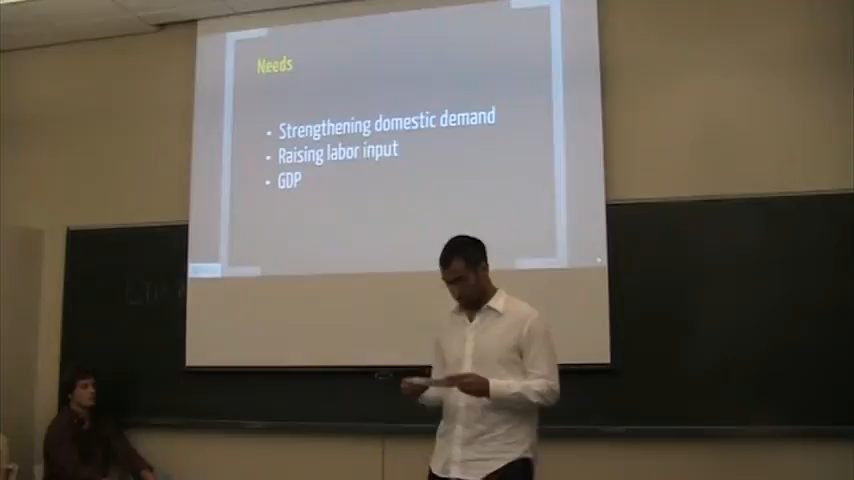 Needs
• Strengthening domestic demand
• Raising labor input
• GDP